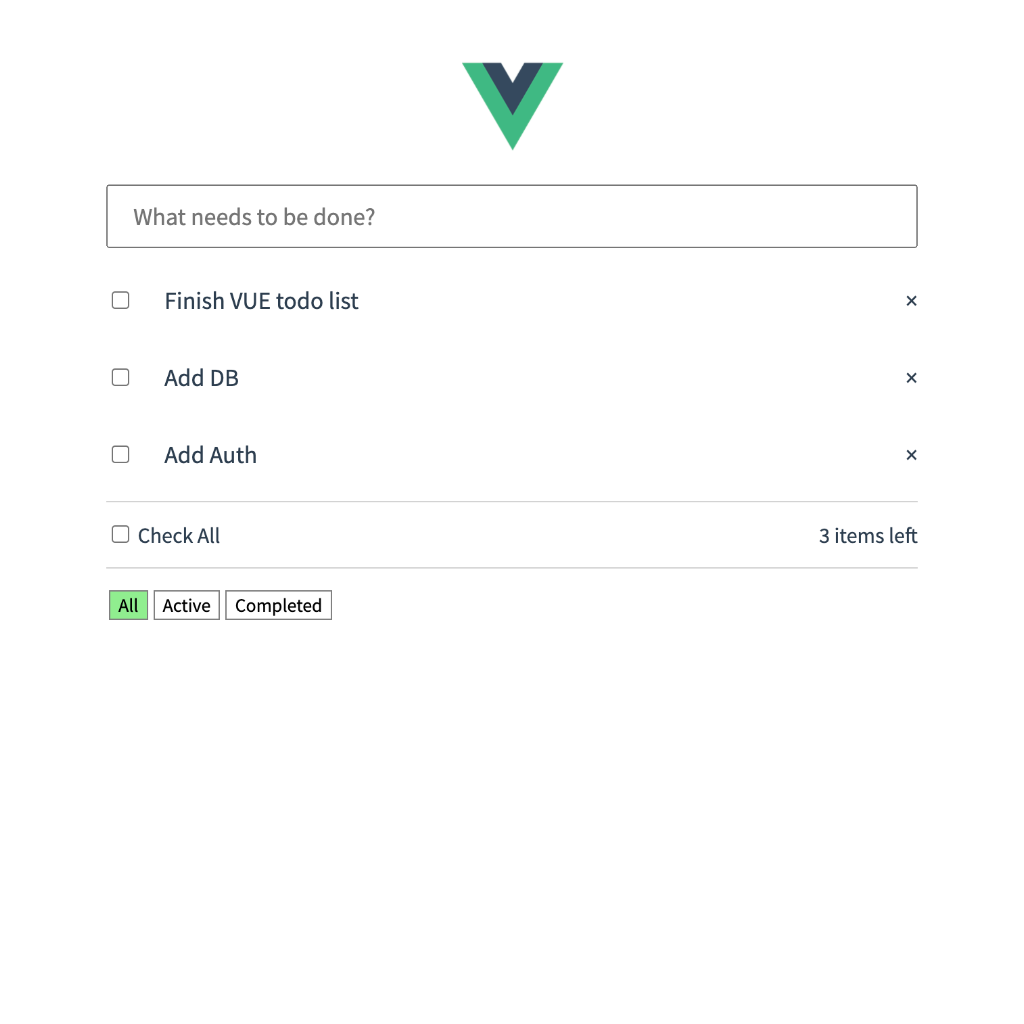 What needs to be done?
Finish VUE todo list ×
Add DB ×
Add Auth ×
Check All 3 items left
All Active Completed